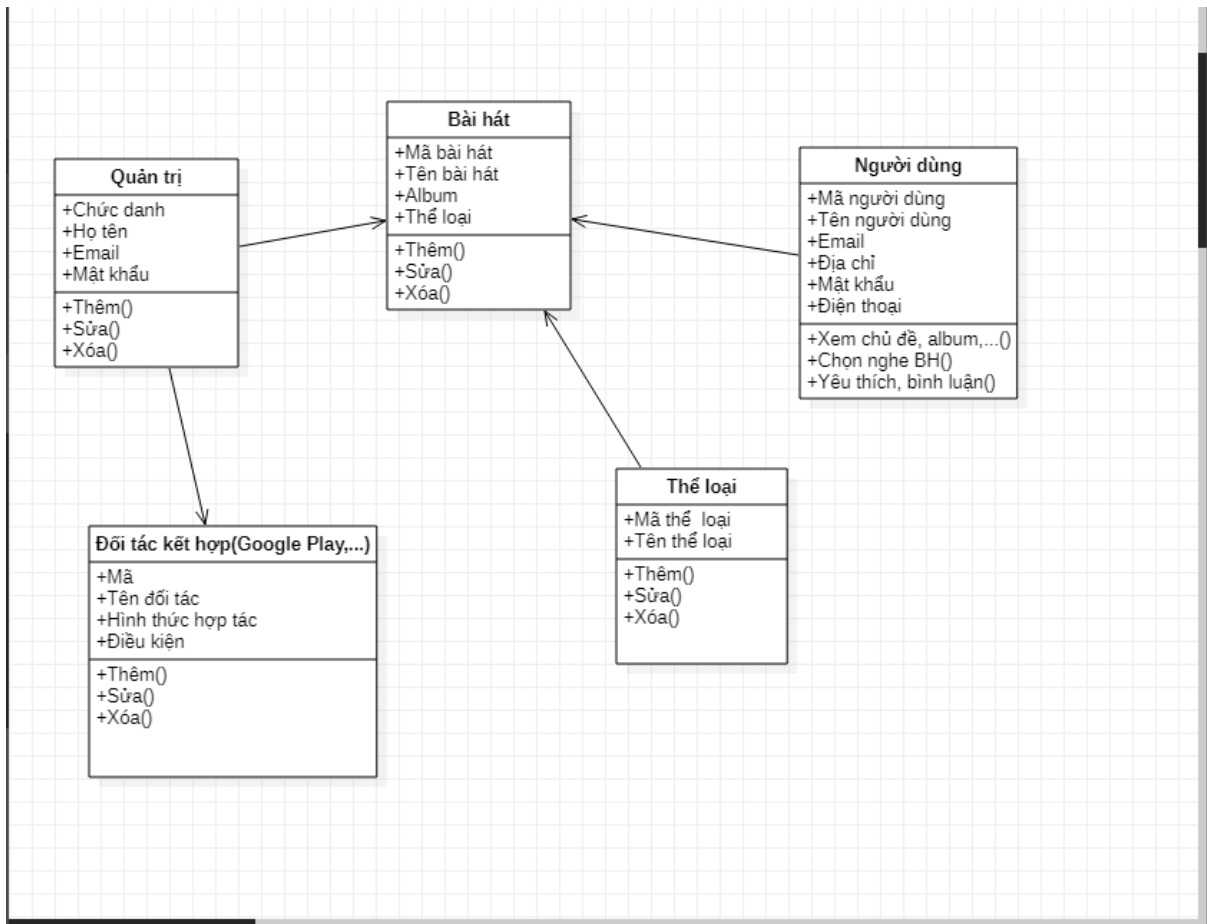 Bài hát
+Mã bài hát
+Tên bài hát
+Album
+Thể loại
+Thêm()
+Sửa()
+Xóa()
Quản trị
+Chức danh
+Họ tên
+Email
+Mật khẩu
+Thêm()
+Sửa()
+Xóa()
Người dùng
+Mã người dùng
+Tên người dùng
+Email
+Địa chỉ
+Mật khẩu
+Điện thoại
+Xem chủ đề, album,...()
+Chọn nghe BH()
+Yêu thích, bình luận()
Thể loại
+Mã thể  loại
+Tên thể loại
+Thêm()
+Sửa()
+Xóa()
Đối tác kết hợp(Google Play,...)
+Mã
+Tên đối tác
+Hình thức hợp tác
+Điều kiện
+Thêm()
+Sửa()
+Xóa()